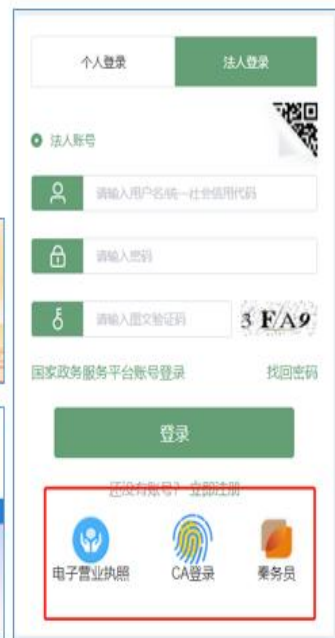 个人登录 法人登录
法人账号
请输入用户名/统一社会信用代码
请输入密码
请输入图文验证码 3 F/A9
国家政务服务平台账号登录 找回密码
登录
还没有账号？ 立即注册
电子营业执照 CA登录 秦务员